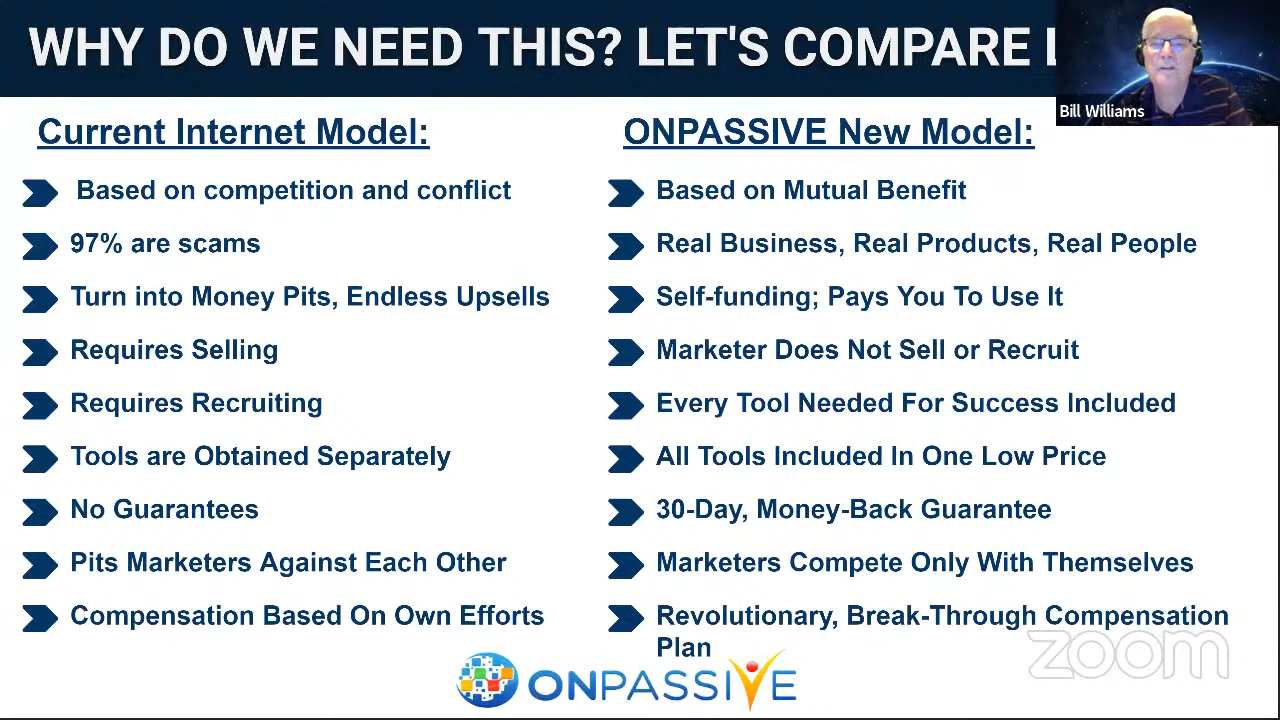 WHY DO WE NEED THIS? LET'S COMPARE
Bill Williams
Current Internet Model:
Based on competition and conflict
97% are scams
Turn into Money Pits, Endless Upsells
Requires Selling
Requires Recruiting
Tools are Obtained Separately
No Guarantees
Pits Marketers Against Each Other
Compensation Based On Own Efforts
ONPASSIVE New Model:
Based on Mutual Benefit
Real Business, Real Products, Real People
Self-funding; Pays You To Use It
Marketer Does Not Sell or Recruit
Every Tool Needed For Success Included
All Tools Included In One Low Price
30-Day, Money-Back Guarantee
Marketers Compete Only With Themselves
Revolutionary, Break-Through Compensation
Plan
zoom
ONPASSIVE